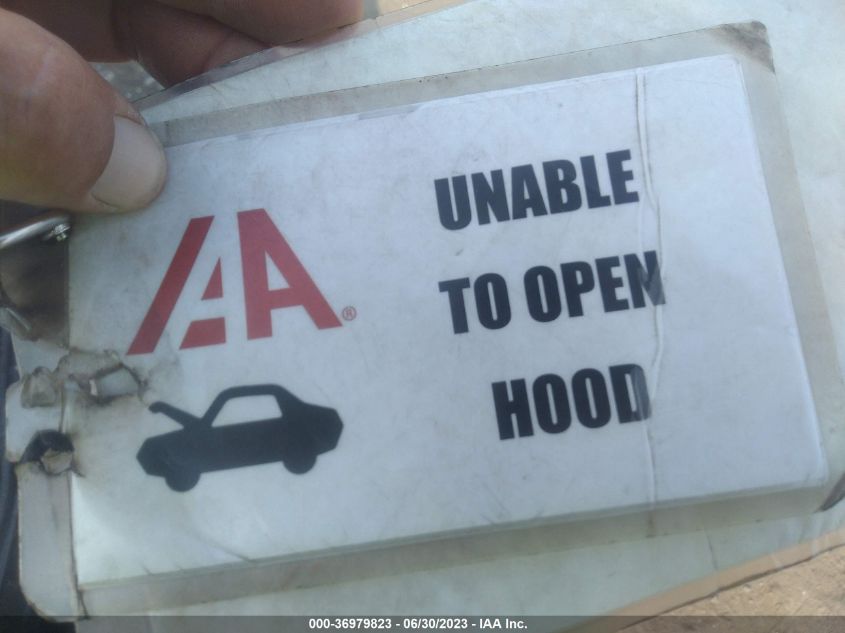 IAA®
UNABLE
TO OPEN
HOOD
000-36979823 - 06/30/2023 - IAA Inc.